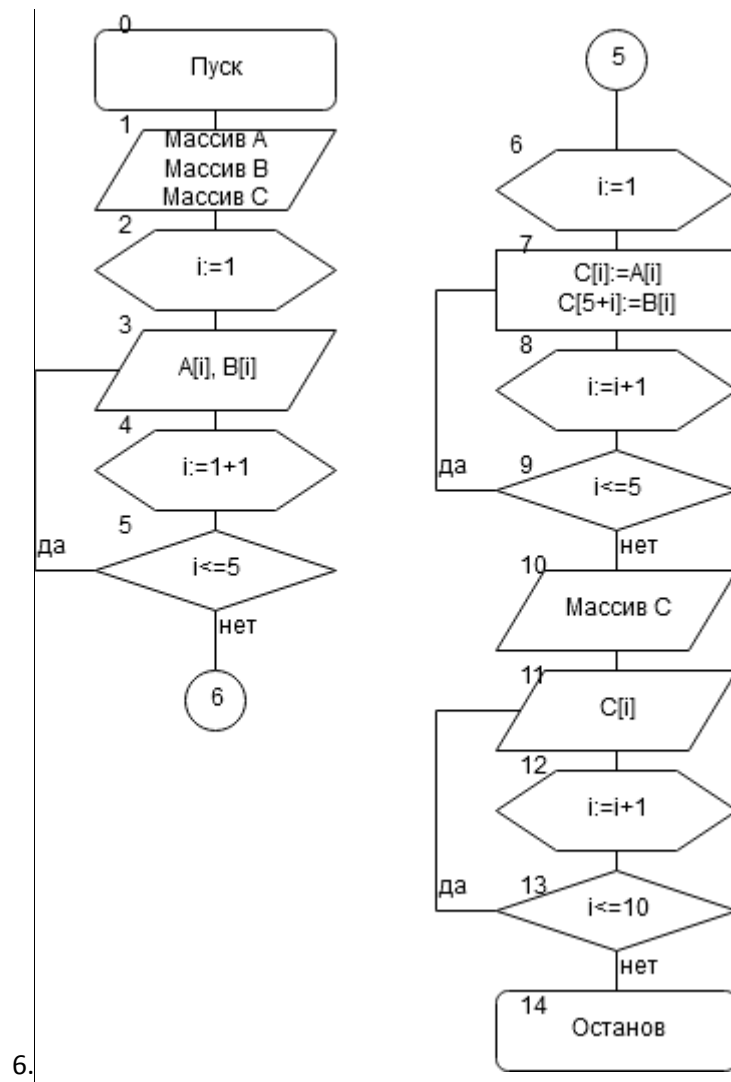 0
Пуск
1
Массив А
Массив В
Массив С
2
i:=1
3
A[i], B[i]
4
i:=1+1
5
да
i<=5
нет
6
5
6
i:=1
7
C[i]:=A[i]
C[5+i]:=B[i]
8
i:=i+1
да
9
i<=5
нет
10
Массив С
11
C[i]
12
i:=i+1
да
13
i<=10
нет
14
Останов
6.